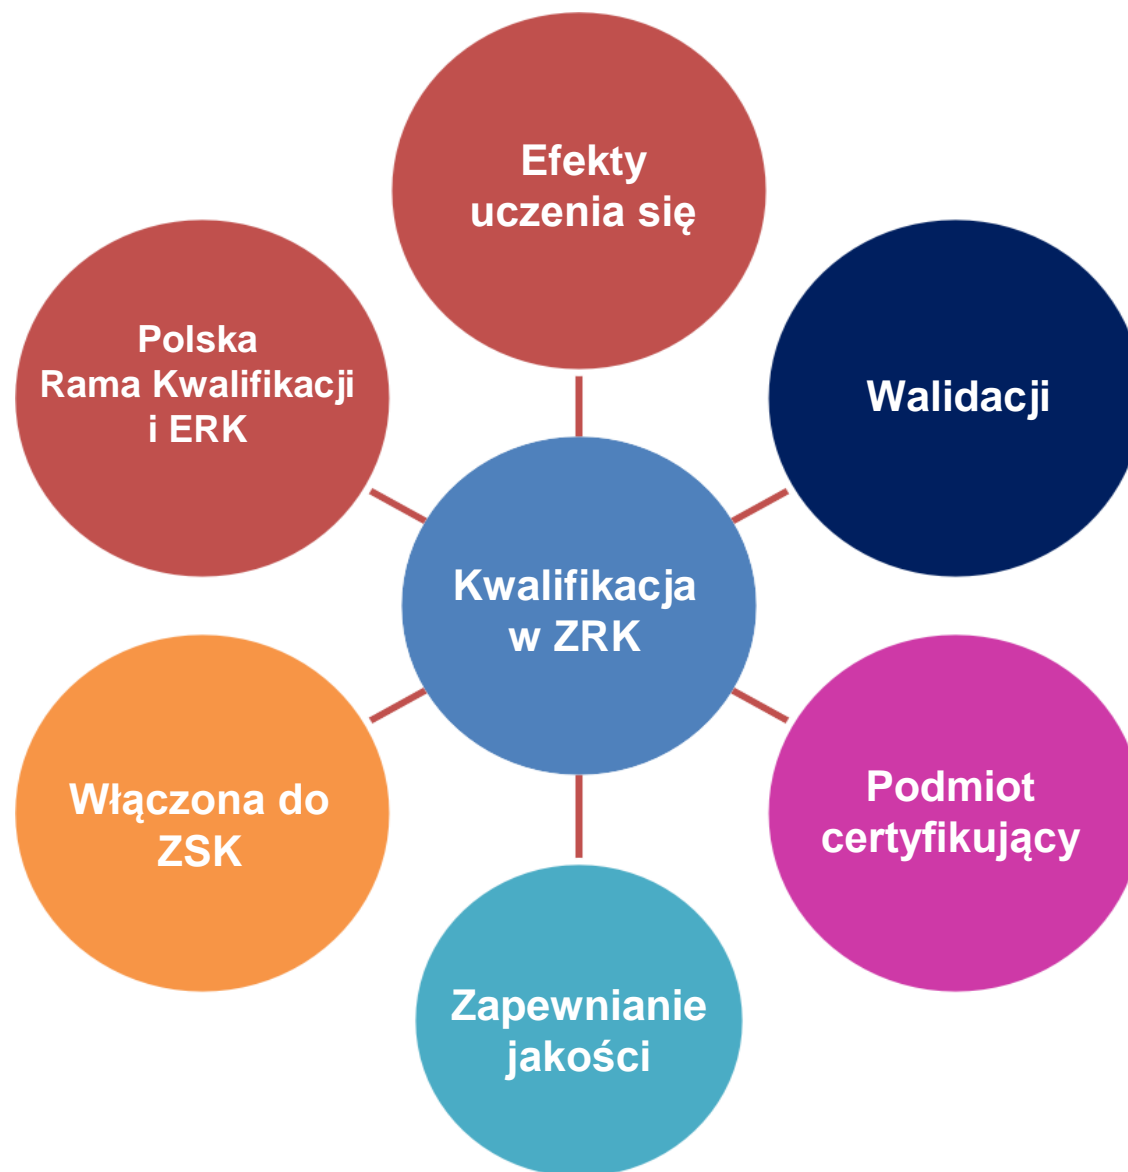 Efekty
uczenia się
Polska
Rama Kwalifikacji
i ERK
Walidacji
Kwalifikacja
w ZRK
Włączona do
ZSK
Podmiot
certyfikujący
Zapewnianie
jakości